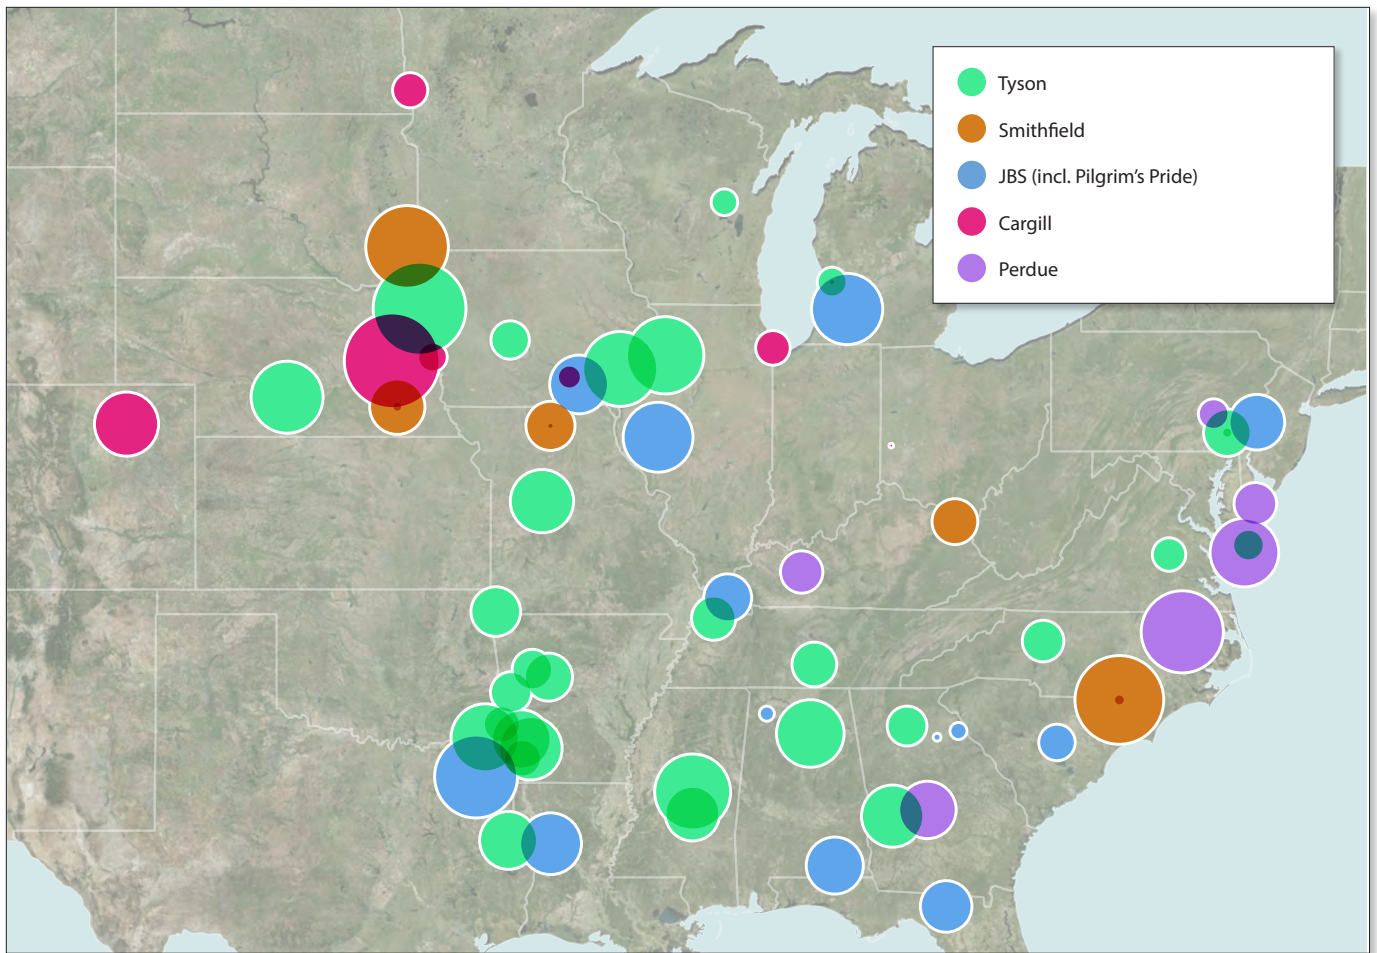 Tyson
Smithfield
JBS (incl. Pilgrim's Pride)
Cargill
Perdue